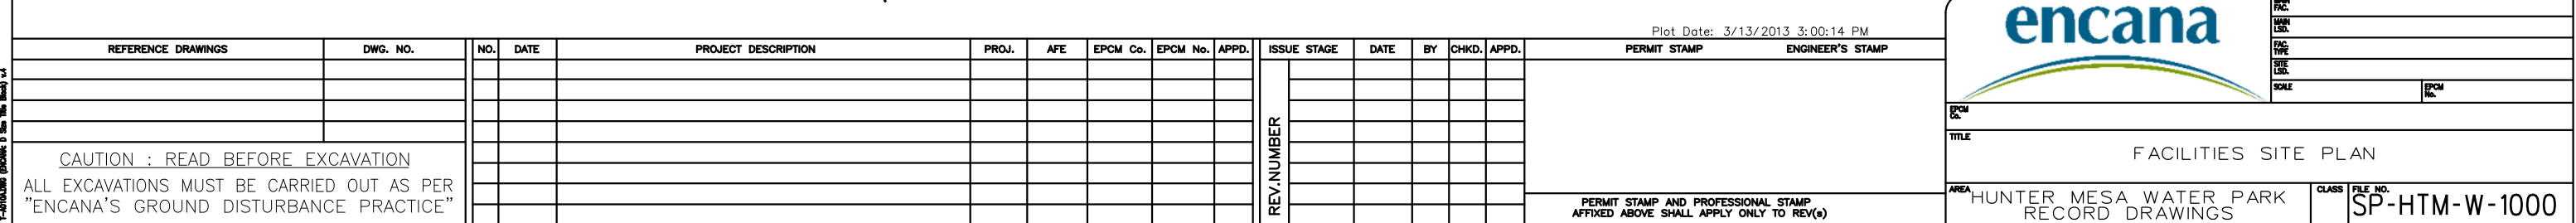 Plot Date: 3/13/2013 3:00:14 PM
REFERENCE DRAWINGS DWG. NO. NO. DATE PROJECT DESCRIPTION PROJ. AFE EPCM Co. EPCM No. APPD. ISSUE STAGE DATE BY CHKD. APPD. PERMIT STAMP ENGINEER'S STAMP
REV.NUMBER
CAUTION : READ BEFORE EXCAVATION
ALL EXCAVATIONS MUST BE CARRIED OUT AS PER
"ENCANA'S GROUND DISTURBANCE PRACTICE"
PERMIT STAMP AND PROFESSIONAL STAMP
AFFIXED ABOVE SHALL APPLY ONLY TO REV(s)
encana
FAC.
MAIN
LSD.
FAC.
TYPE
SITE
LSD.
SCALE
EPCM
No.
EPCM
Co.
TITLE
FACILITIES SITE PLAN
AREA HUNTER MESA WATER PARK
RECORD DRAWINGS
CLASS
FILE NO.
SP-HTM-W-1000